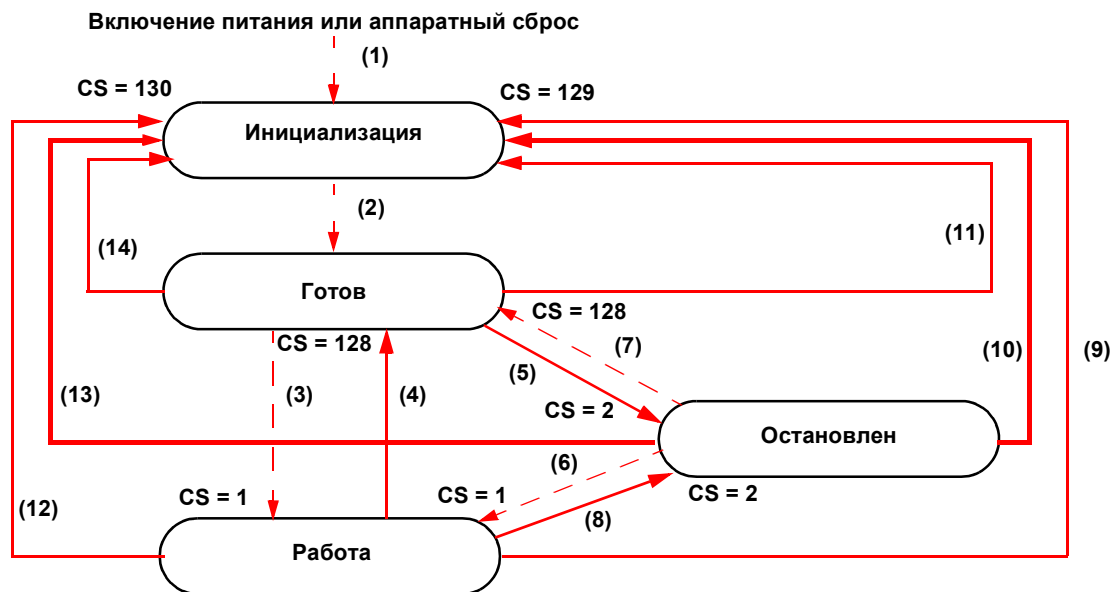 Включение питания или аппаратный сброс
(1)
CS = 130
CS = 129
Инициализация
(2)
(14)
(11)
Готов
CS = 128
CS = 128
(7)
(10)
(9)
(13)
(3)
(4)
(5)
CS = 2
Остановлен
(6)
CS = 1
CS = 1
CS = 2
(12)
(8)
Работа